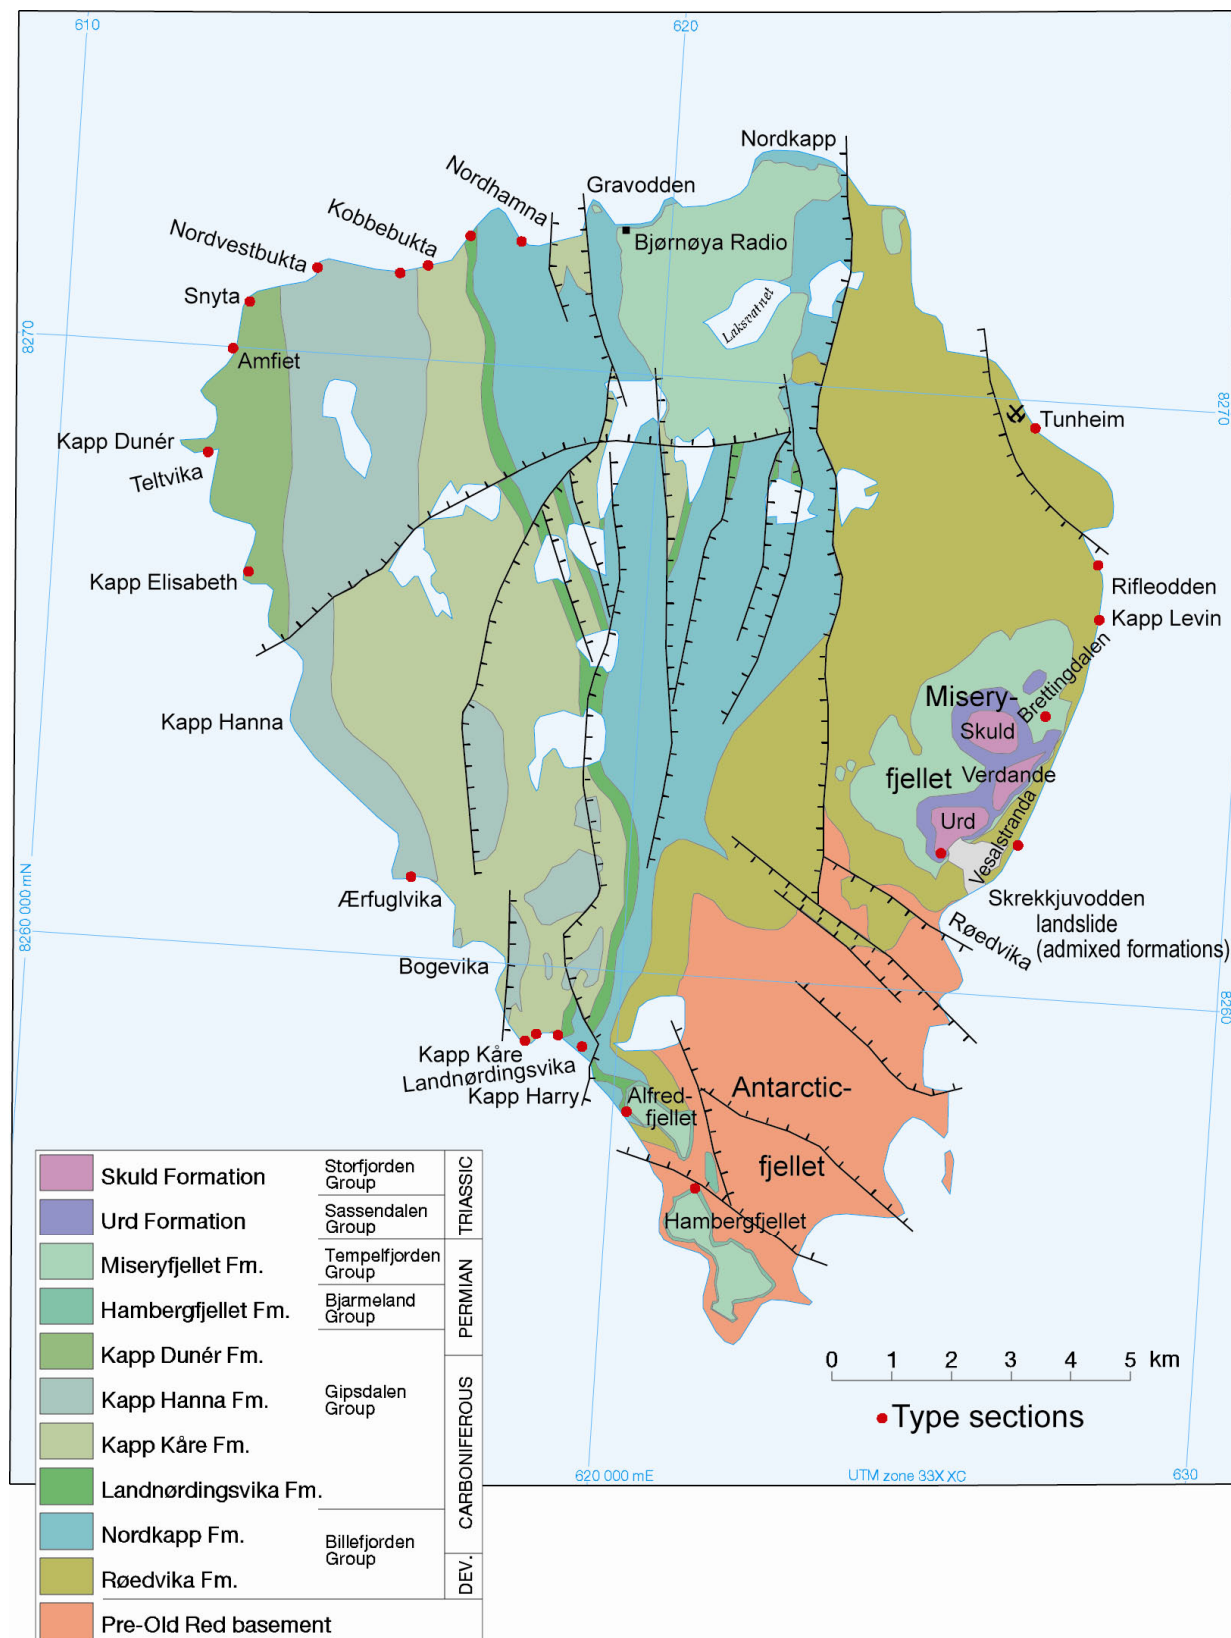 610
620
Nordkapp
Nordhamna
Gravodden
Kobbebukta
Nordvestbukta
Bjørnøya Radio
Snyta
Laksvatnet
8270
Amfiet
8270
Tunheim
Kapp Dunér
Teltvika
Kapp Elisabeth
Rifleodden
Kapp Levin
Brettingdalen
Misery-
Kapp Hanna
Skuld
fjellet
Verdande
Urd
Vesalstranda
Ærfuglvika
Skrekkjuvodden
landslide
(admixed formations)
Røedvika
8260 000 mN
Bogevika
8260
Kapp Kåre
Landnørdingsvika
Kapp Harry
Alfred-
fjellet
Antarctic-
fjellet
Hambergfjellet
Skuld Formation
Storfjorden
Group
TRIASSIC
Urd Formation
Sassendalen
Group
Miseryfjellet Fm.
Tempelfjorden
Group
PERMIAN
Hambergfjellet Fm.
Bjarmeland
Group
Kapp Dunér Fm.
Kapp Hanna Fm.
Gipsdalen
Group
CARBONIFEROUS
Kapp Kåre Fm.
Landnørdingsvika Fm.
Nordkapp Fm.
Billefjorden
Group
Røedvika Fm.
DEV.
Pre-Old Red basement
0 1 2 3 4 5 km
Type sections
620 000 mE
UTM zone 33X XC
630